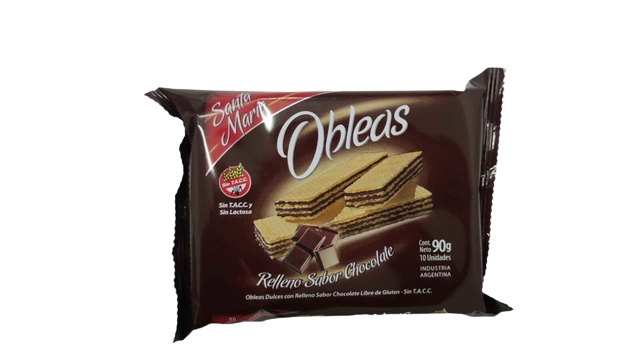 Santa
María
Obleas
Sin T.A.C.C.
Sin T.A.C.C. y
Sin Lactosa
Cont.
Neto 90g
10 Unidades
INDUSTRIA
ARGENTINA
Relleno Sabor Chocolate
Obleas Dulces con Relleno Sabor Chocolate Libre de Gluten - Sin T.A.C.C.